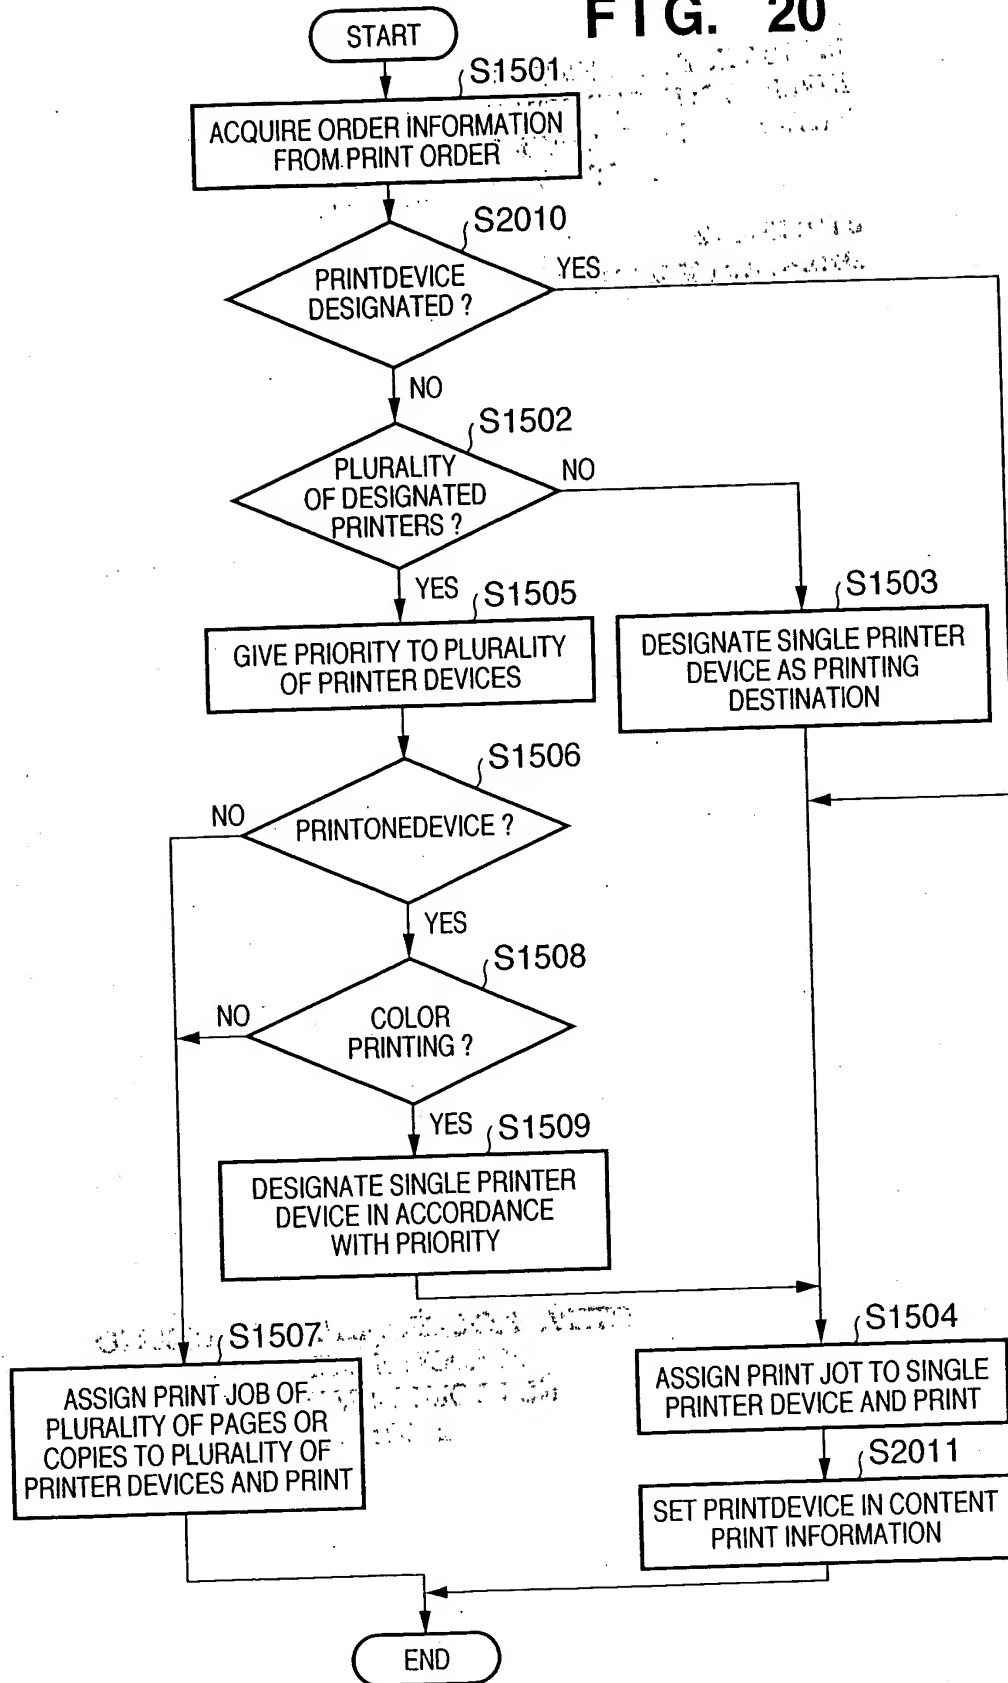 FIG. 20
START
S1501
ACQUIRE ORDER INFORMATION
FROM PRINT ORDER
S2010
PRINTDEVICE
DESIGNATED ?
YES
NO
S1502
PLURALITY
OF DESIGNATED
PRINTERS ?
NO
YES
S1505
GIVE PRIORITY TO PLURALITY
OF PRINTER DEVICES
S1503
DESIGNATE SINGLE PRINTER
DEVICE AS PRINTING
DESTINATION
S1506
PRINTONEDEVICE ?
NO
YES
S1508
COLOR
PRINTING ?
NO
YES
S1509
DESIGNATE SINGLE PRINTER
DEVICE IN ACCORDANCE
WITH PRIORITY
S1507
ASSIGN PRINT JOB OF
PLURALITY OF PAGES OR
COPIES TO PLURALITY OF
PRINTER DEVICES AND PRINT
S1504
ASSIGN PRINT JOT TO SINGLE
PRINTER DEVICE AND PRINT
S2011
SET PRINTDEVICE IN CONTENT
PRINT INFORMATION
END